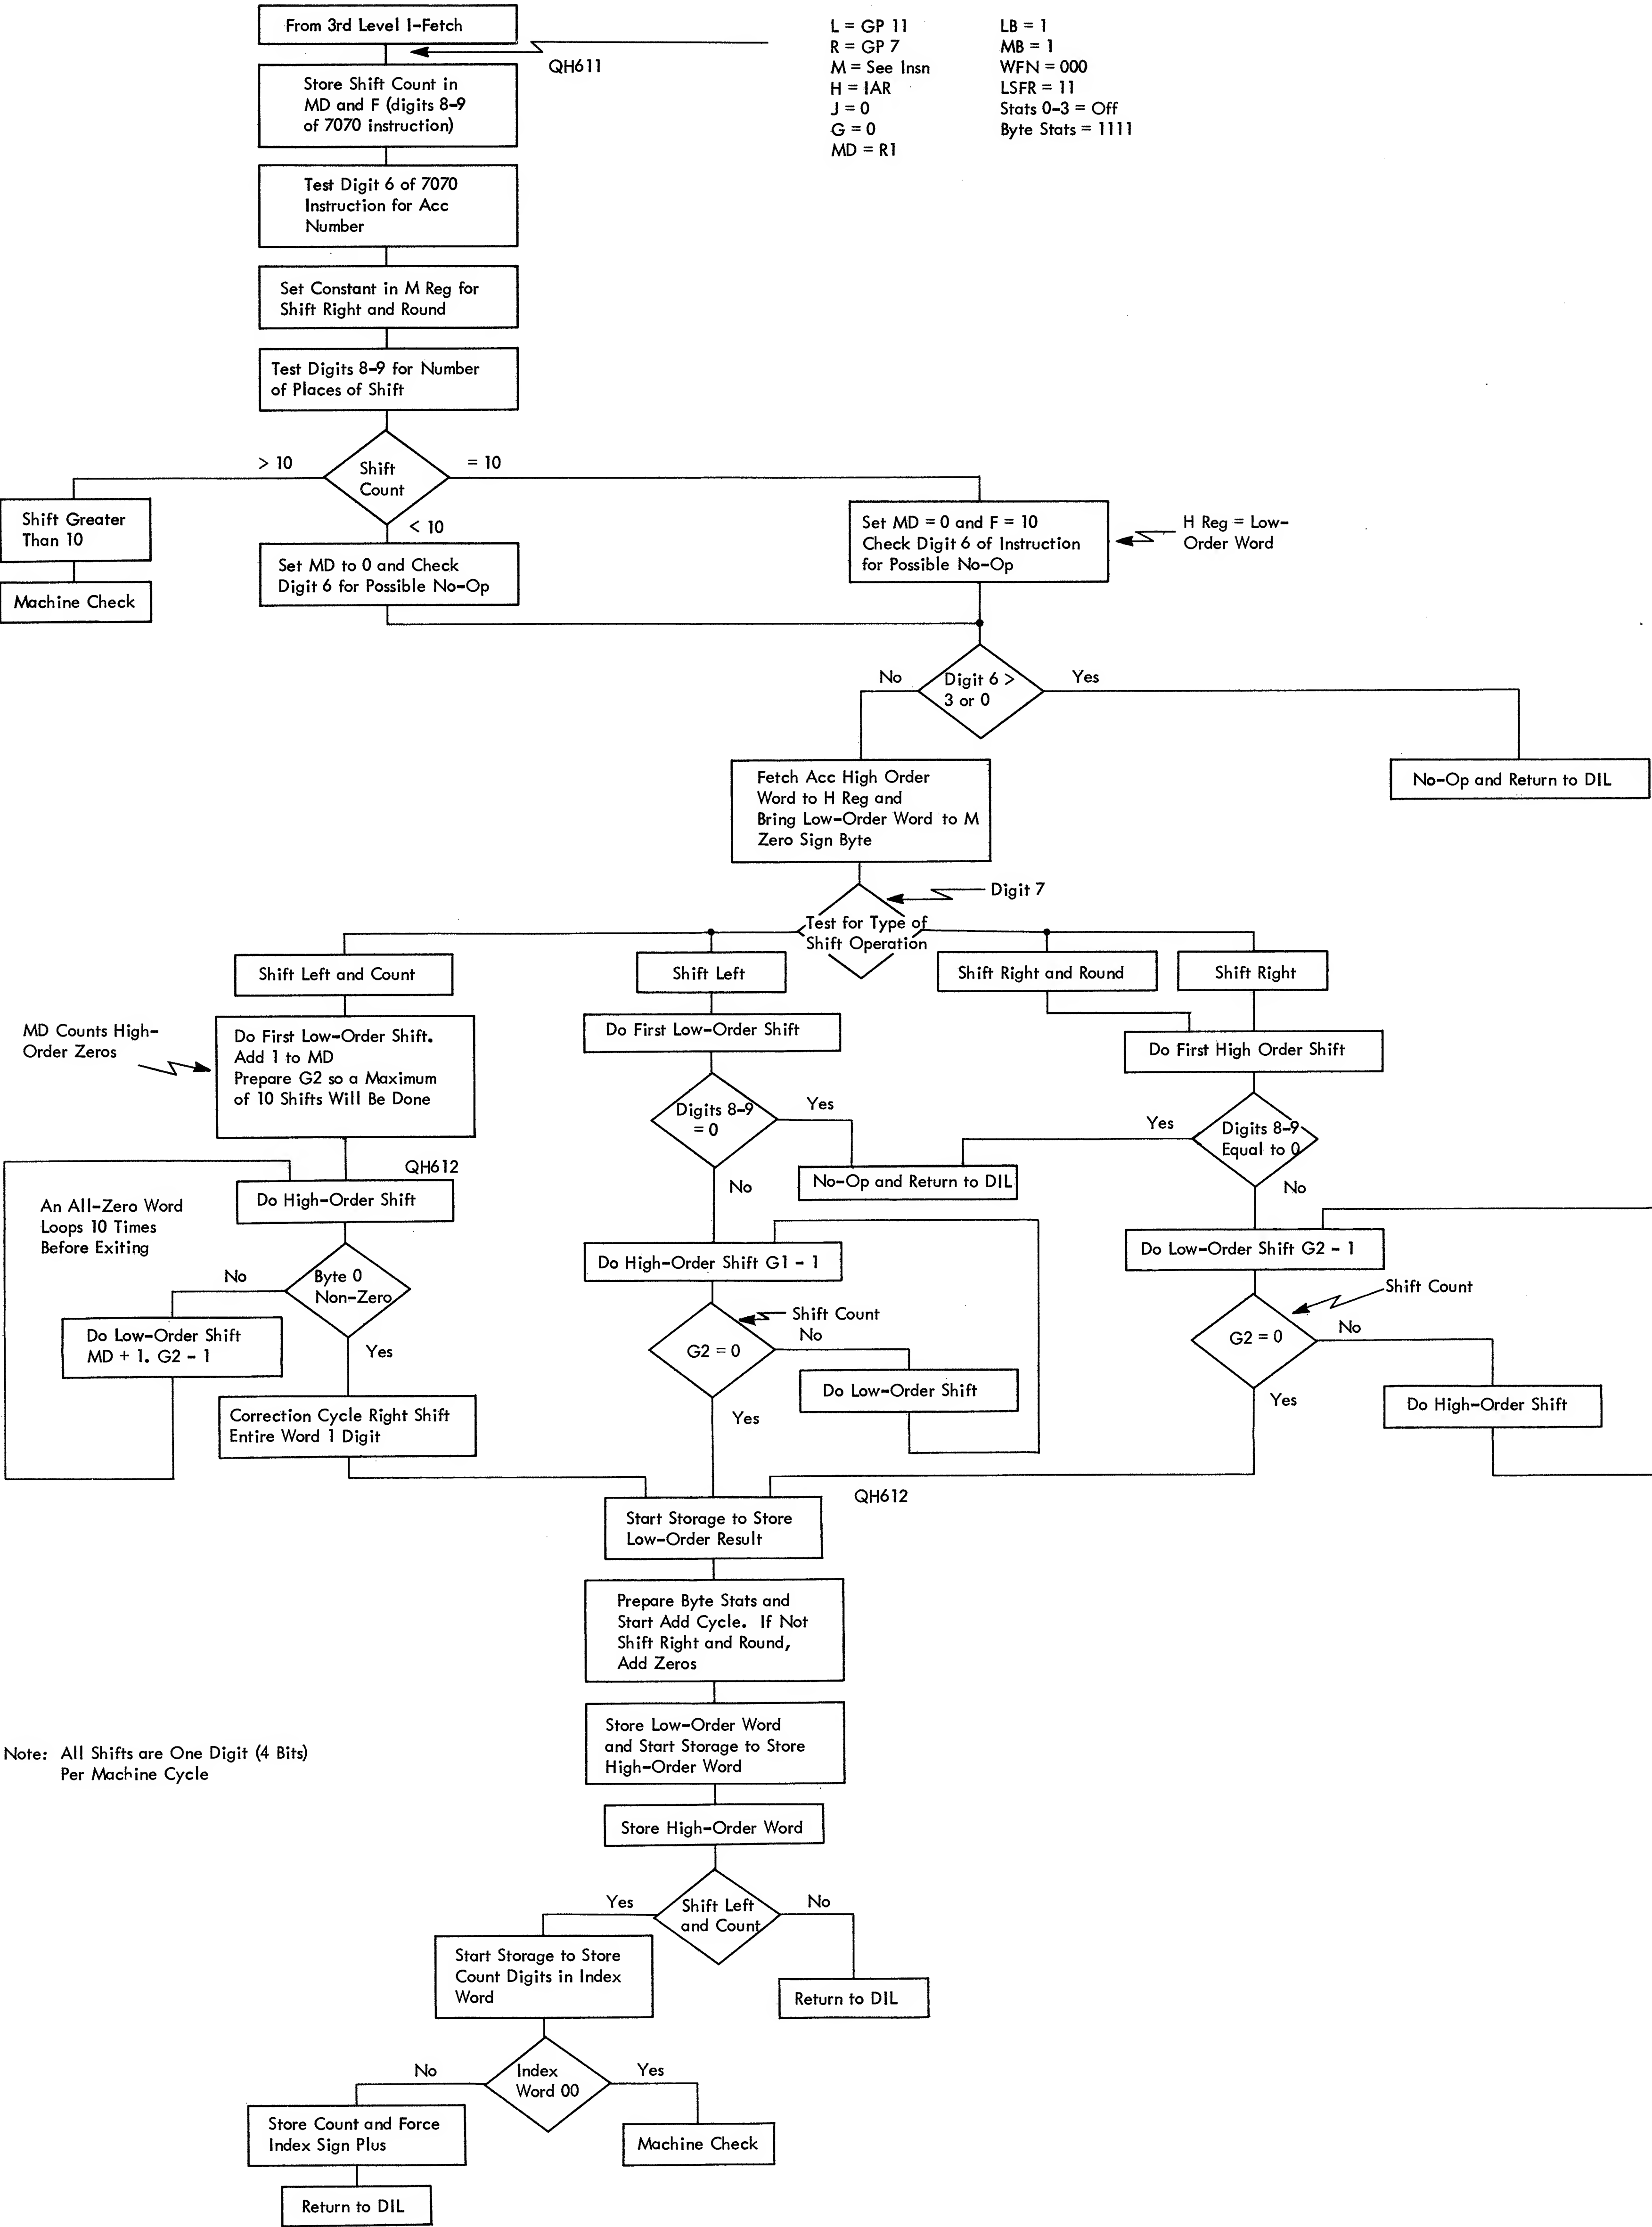 From 3rd Level I-Fetch
QH611
L = GP 11
R = GP 7
M = See Insn
H = IAR
J = 0
G = 0
MD = R1
LB = 1
MB = 1
WFN = 000
LSFR = 11
Stats 0-3 = Off
Byte Stats = 1111
Store Shift Count in
MD and F (digits 8-9
of 7070 instruction)
Test Digit 6 of 7070
Instruction for Acc
Number
Set Constant in M Reg for
Shift Right and Round
Test Digits 8-9 for Number
of Places of Shift
> 10
Shift
Count
= 10
< 10
Shift Greater
Than 10
Machine Check
Set MD to 0 and Check
Digit 6 for Possible No-Op
Set MD = 0 and F = 10
Check Digit 6 of Instruction
for Possible No-Op
H Reg = Low-
Order Word
No
Digit 6 >
3 or 0
Yes
No-Op and Return to DIL
Fetch Acc High Order
Word to H Reg and
Bring Low-Order Word to M
Zero Sign Byte
Digit 7
Test for Type of
Shift Operation
Shift Left and Count
Shift Left
Shift Right and Round
Shift Right
MD Counts High-
Order Zeros
Do First Low-Order Shift.
Add 1 to MD
Prepare G2 so a Maximum
of 10 Shifts Will Be Done
Do First Low-Order Shift
Do First High Order Shift
Digits 8-9
= 0
Yes
No
Yes
Digits 8-9
Equal to 0
No
No-Op and Return to DIL
QH612
An All-Zero Word
Loops 10 Times
Before Exiting
Do High-Order Shift
No
Byte 0
Non-Zero
Yes
Do Low-Order Shift
MD + 1. G2 - 1
Correction Cycle Right Shift
Entire Word 1 Digit
Do High-Order Shift G1 - 1
Shift Count
G2 = 0
No
Yes
Do Low-Order Shift
Do Low-Order Shift G2 - 1
Shift Count
G2 = 0
No
Yes
Do High-Order Shift
QH612
Start Storage to Store
Low-Order Result
Prepare Byte Stats and
Start Add Cycle. If Not
Shift Right and Round,
Add Zeros
Store Low-Order Word
and Start Storage to Store
High-Order Word
Note: All Shifts are One Digit (4 Bits)
Per Machine Cycle
Store High-Order Word
Yes
Shift Left
and Count
No
Start Storage to Store
Count Digits in Index
Word
Return to DIL
No
Index
Word 00
Yes
Store Count and Force
Index Sign Plus
Machine Check
Return to DIL